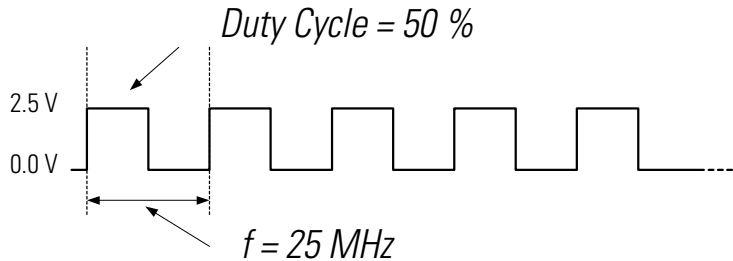 Duty Cycle = 50 %
2.5 V
0.0 V
f = 25 MHz